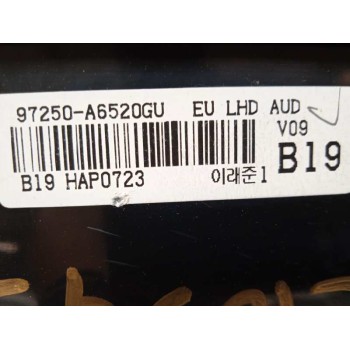 97250-A6520GU EU LHD AUD
V09
B19
B19 HAP0723 이래준1